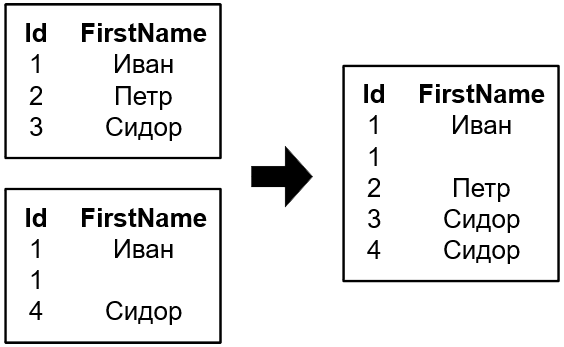 Id FirstName
1 Иван
2 Петр
3 Сидор
Id FirstName
1 Иван
1
4 Сидор
Id FirstName
1 Иван
1
2 Петр
3 Сидор
4 Сидор